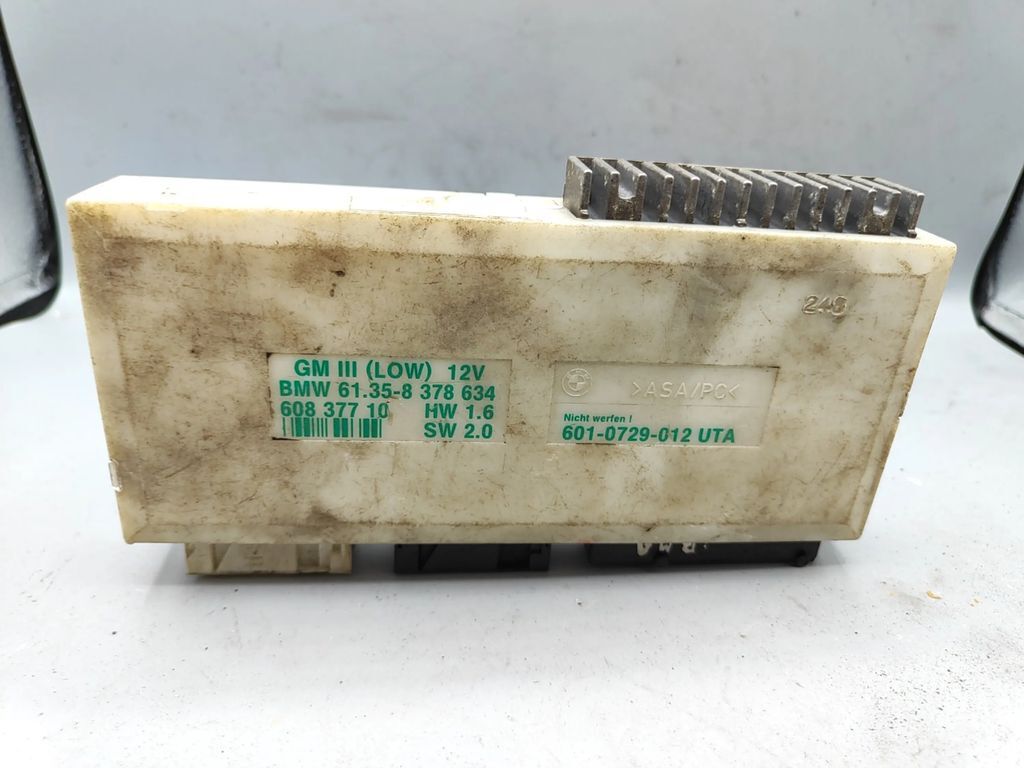 GM III (LOW) 12V
BMW 61.35-8 378 634
608 377 10 HW 1.6
SW 2.0
>ASA/PC<
Nicht werfen !
601-0729-012 UTA